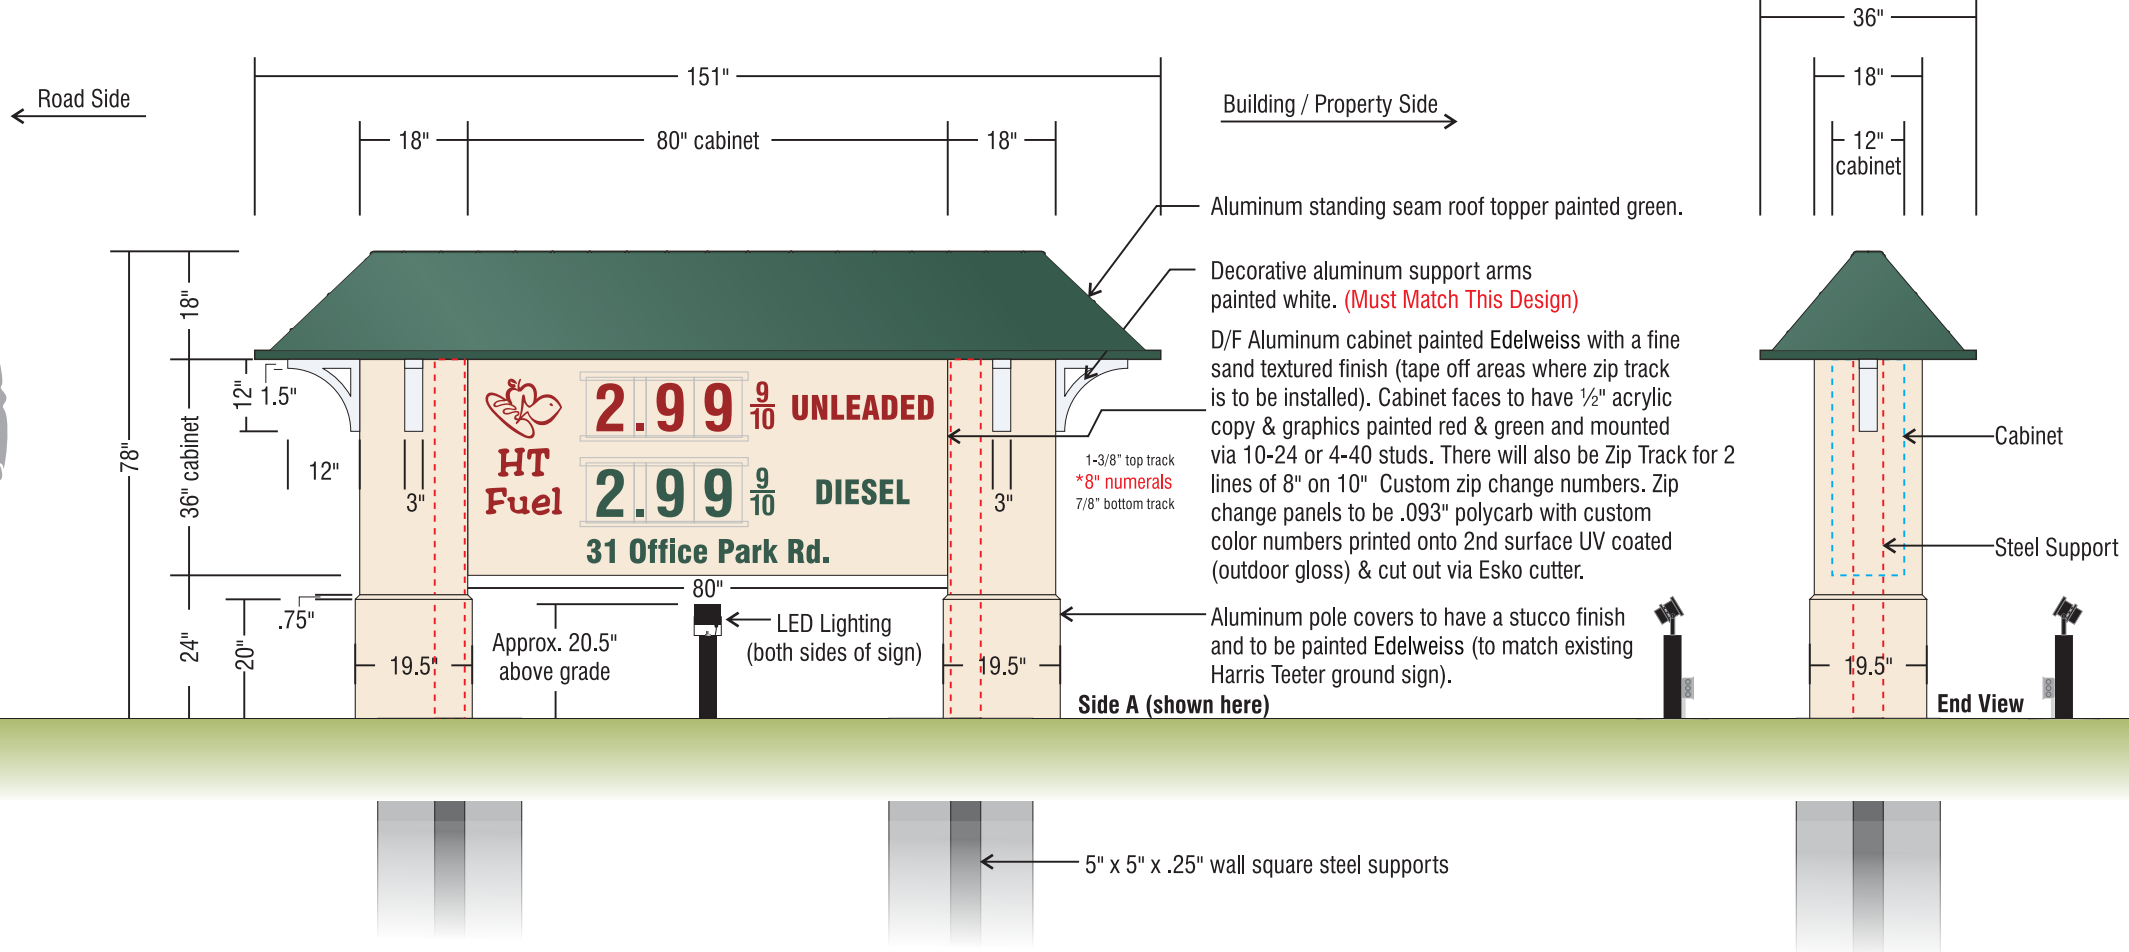 36"
151"
18"
Road Side
Building / Property Side
18"
80" cabinet
18"
12"
cabinet
Aluminum standing seam roof topper painted green.
Decorative aluminum support arms
painted white. (Must Match This Design)
D/F Aluminum cabinet painted Edelweiss with a fine
sand textured finish (tape off areas where zip track
is to be installed). Cabinet faces to have ½" acrylic
copy & graphics painted red & green and mounted
via 10-24 or 4-40 studs. There will also be Zip Track for 2
lines of 8" on 10"  Custom zip change numbers. Zip
change panels to be .093" polycarb with custom
color numbers printed onto 2nd surface UV coated
(outdoor gloss) & cut out via Esko cutter.
18"
78"
36" cabinet
24"
20"
12"
1.5"
12"
3"
.75"
HT
Fuel
2.99 9/10 UNLEADED
2.99 9/10 DIESEL
31 Office Park Rd.
1-3/8" top track
*8" numerals
7/8" bottom track
3"
80"
Cabinet
Steel Support
LED Lighting
(both sides of sign)
Approx. 20.5"
above grade
Aluminum pole covers to have a stucco finish
and to be painted Edelweiss (to match existing
Harris Teeter ground sign).
19.5"
19.5"
19.5"
Side A (shown here)
End View
5" x 5" x .25" wall square steel supports